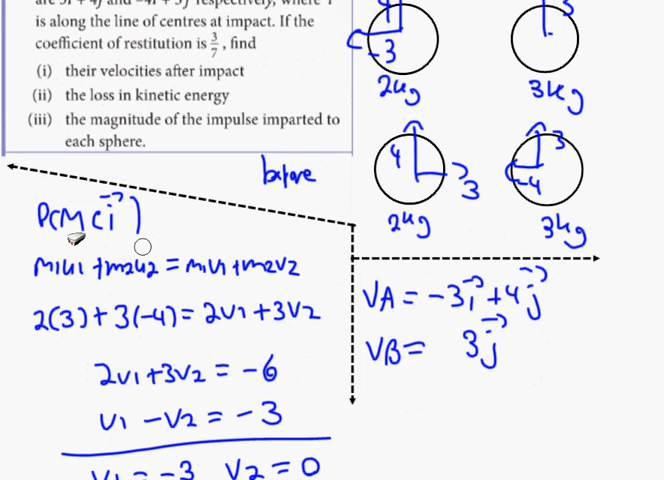 are 3i + 4j and -4i + 3j respectively, where i
is along the line of centres at impact. If the
coefficient of restitution is 3/7, find
(i) their velocities after impact
(ii) the loss in kinetic energy
(iii) the magnitude of the impulse imparted to
each sphere.
4
-3
2kg
3
3kg
before
4
3
2kg
3
-4
3kg
PCM (i→)
m1u1 + m2u2 = m1v1 + m2v2
2(3) + 3(-4) = 2v1 + 3v2
2v1 + 3v2 = -6
v1 - v2 = -3
v1 = -3 v2 = 0
VA = -3i→ + 4j→
VB = 3j→